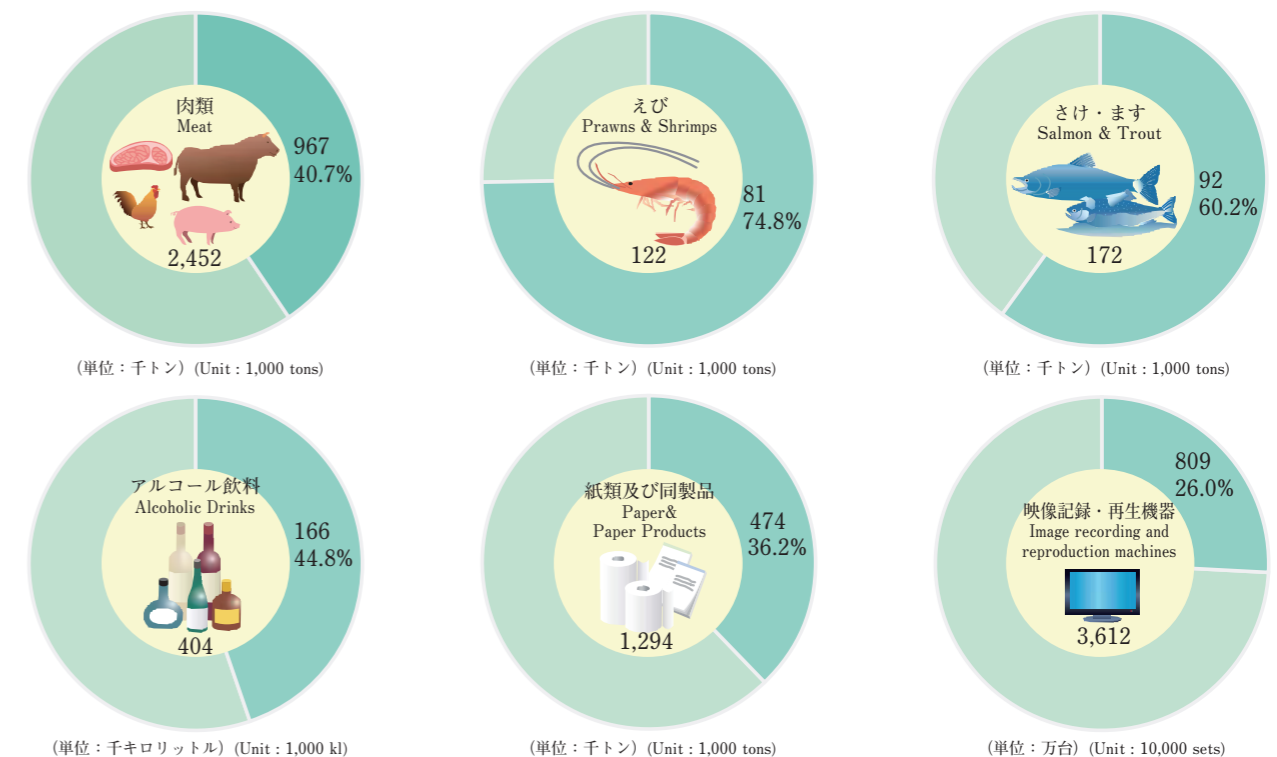 肉類
Meat
967
40.7%
2,452
(単位：千トン) (Unit : 1,000 tons)
えび
Prawns & Shrimps
81
74.8%
122
(単位：千トン) (Unit : 1,000 tons)
さけ・ます
Salmon & Trout
92
60.2%
172
(単位：千トン) (Unit : 1,000 tons)
アルコール飲料
Alcoholic Drinks
166
44.8%
404
(単位：千キロリットル) (Unit : 1,000 kl)
紙類及び同製品
Paper&
Paper Products
474
36.2%
1,294
(単位：千トン) (Unit : 1,000 tons)
809
26.0%
映像記録・再生機器
Image recording and
reproduction machines
3,612
(単位：万台) (Unit : 10,000 sets)